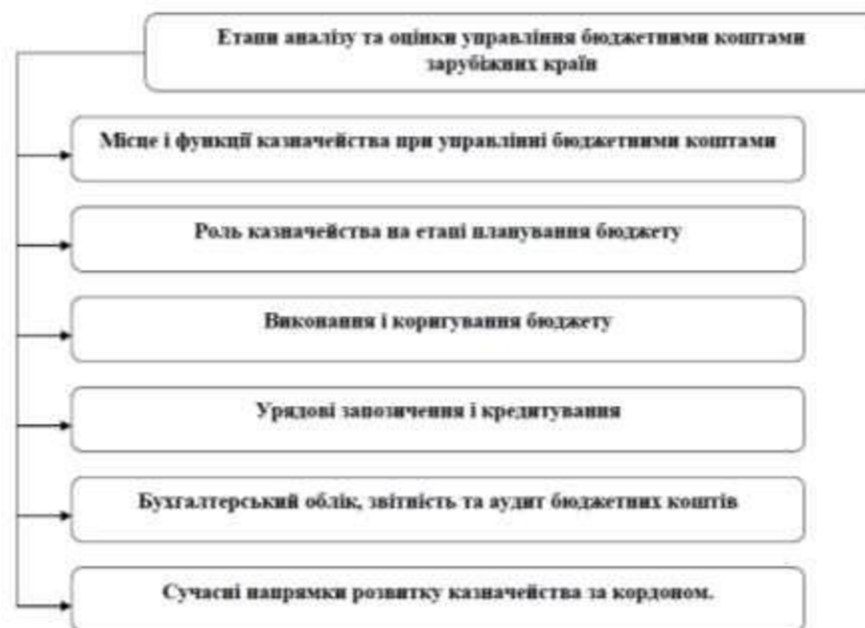 Етапи аналізу та оцінки управління бюджетними коштами
зарубіжних країн
Місце і функції казначейства при управлінні бюджетними коштами
Роль казначейства на етапі планування бюджету
Виконання і коригування бюджету
Урядові запозичення і кредитування
Бухгалтерський облік, звітність та аудит бюджетних коштів
Сучасні напрямки розвитку казначейства за кордоном.